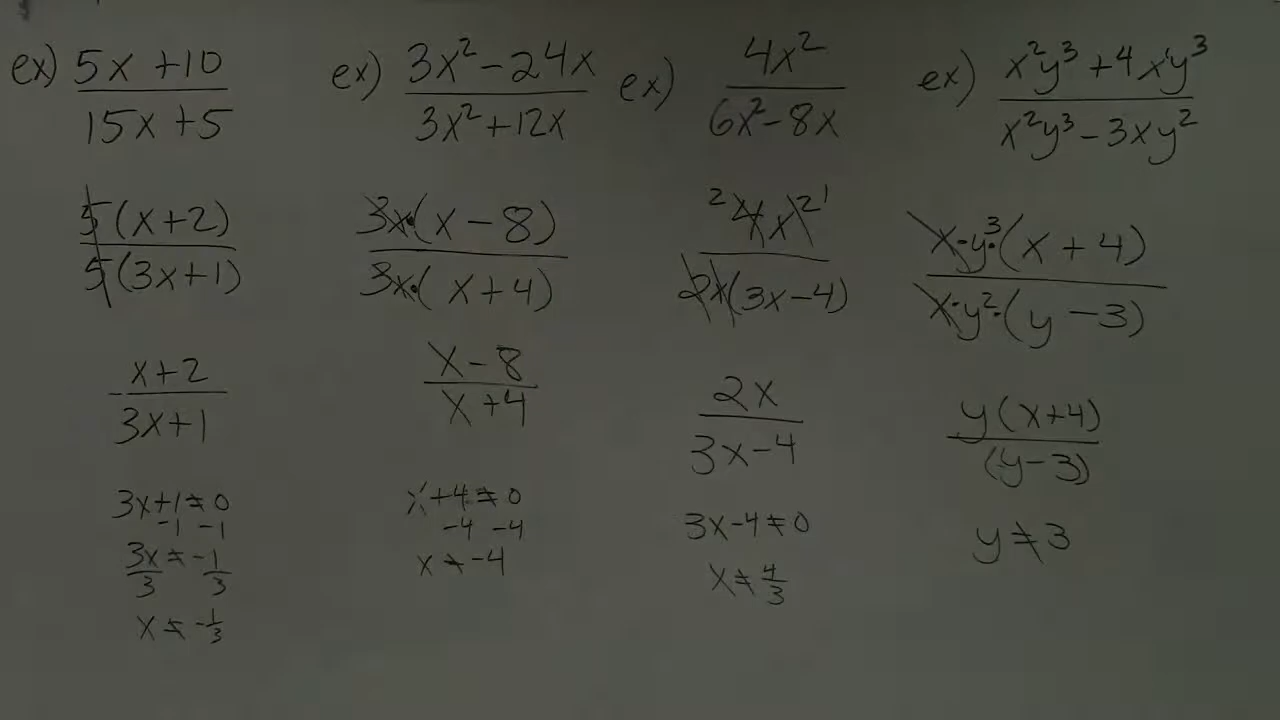 ex) 5x + 10
15x + 5
5(x + 2)
5(3x + 1)
x + 2
3x + 1
3x + 1 ≠ 0
-1 -1
3x ≠ -1
3 3
x ≠ -1/3
ex) 3x² - 24x
3x² + 12x
3x·(x - 8)
3x·(x + 4)
x - 8
x + 4
x + 4 ≠ 0
-4 -4
x ≠ -4
ex) 4x²
6x² - 8x
2 4x² 1
2x(3x - 4)
2x
3x - 4
3x - 4 ≠ 0
x ≠ 4/3
ex) x²y³ + 4x¹y³
x²y³ - 3xy²
x·y³·(x + 4)
x·y²·(y - 3)
y(x + 4)
(y - 3)
y ≠ 3